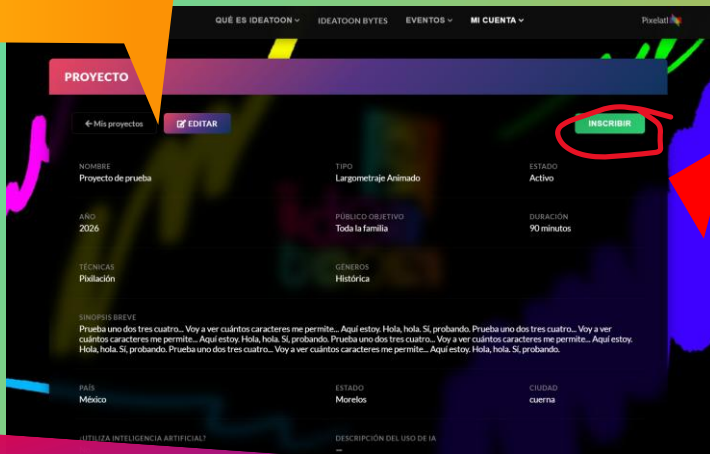 QUÉ ES IDEATOON IDEATOON BYTES EVENTOS MI CUENTA Pixelatl
PROYECTO
Mis proyectos EDITAR INSCRIBIR
NOMBRE TIPO ESTADO
Proyecto de prueba Largometraje Animado Activo
AÑO PÚBLICO OBJETIVO DURACIÓN
2026 Toda la familia 90 minutos
TÉCNICAS GÉNEROS
Pixilación Histórica
SINOPSIS BREVE
Prueba uno dos tres cuatro... Voy a ver cuántos caracteres me permite... Aquí estoy. Hola, hola. Sí, probando. Prueba uno dos tres cuatro... Voy a ver
cuántos caracteres me permite... Aquí estoy. Hola, hola. Sí, probando. Prueba uno dos tres cuatro... Voy a ver cuántos caracteres me permite... Aquí estoy.
Hola, hola. Sí, probando. Prueba uno dos tres cuatro... Voy a ver cuántos caracteres me permite... Aquí estoy. Hola, hola. Sí, probando.
PAÍS ESTADO CIUDAD
México Morelos cuerna
¿UTILIZA INTELIGENCIA ARTIFICIAL? DESCRIPCIÓN DEL USO DE IA
—